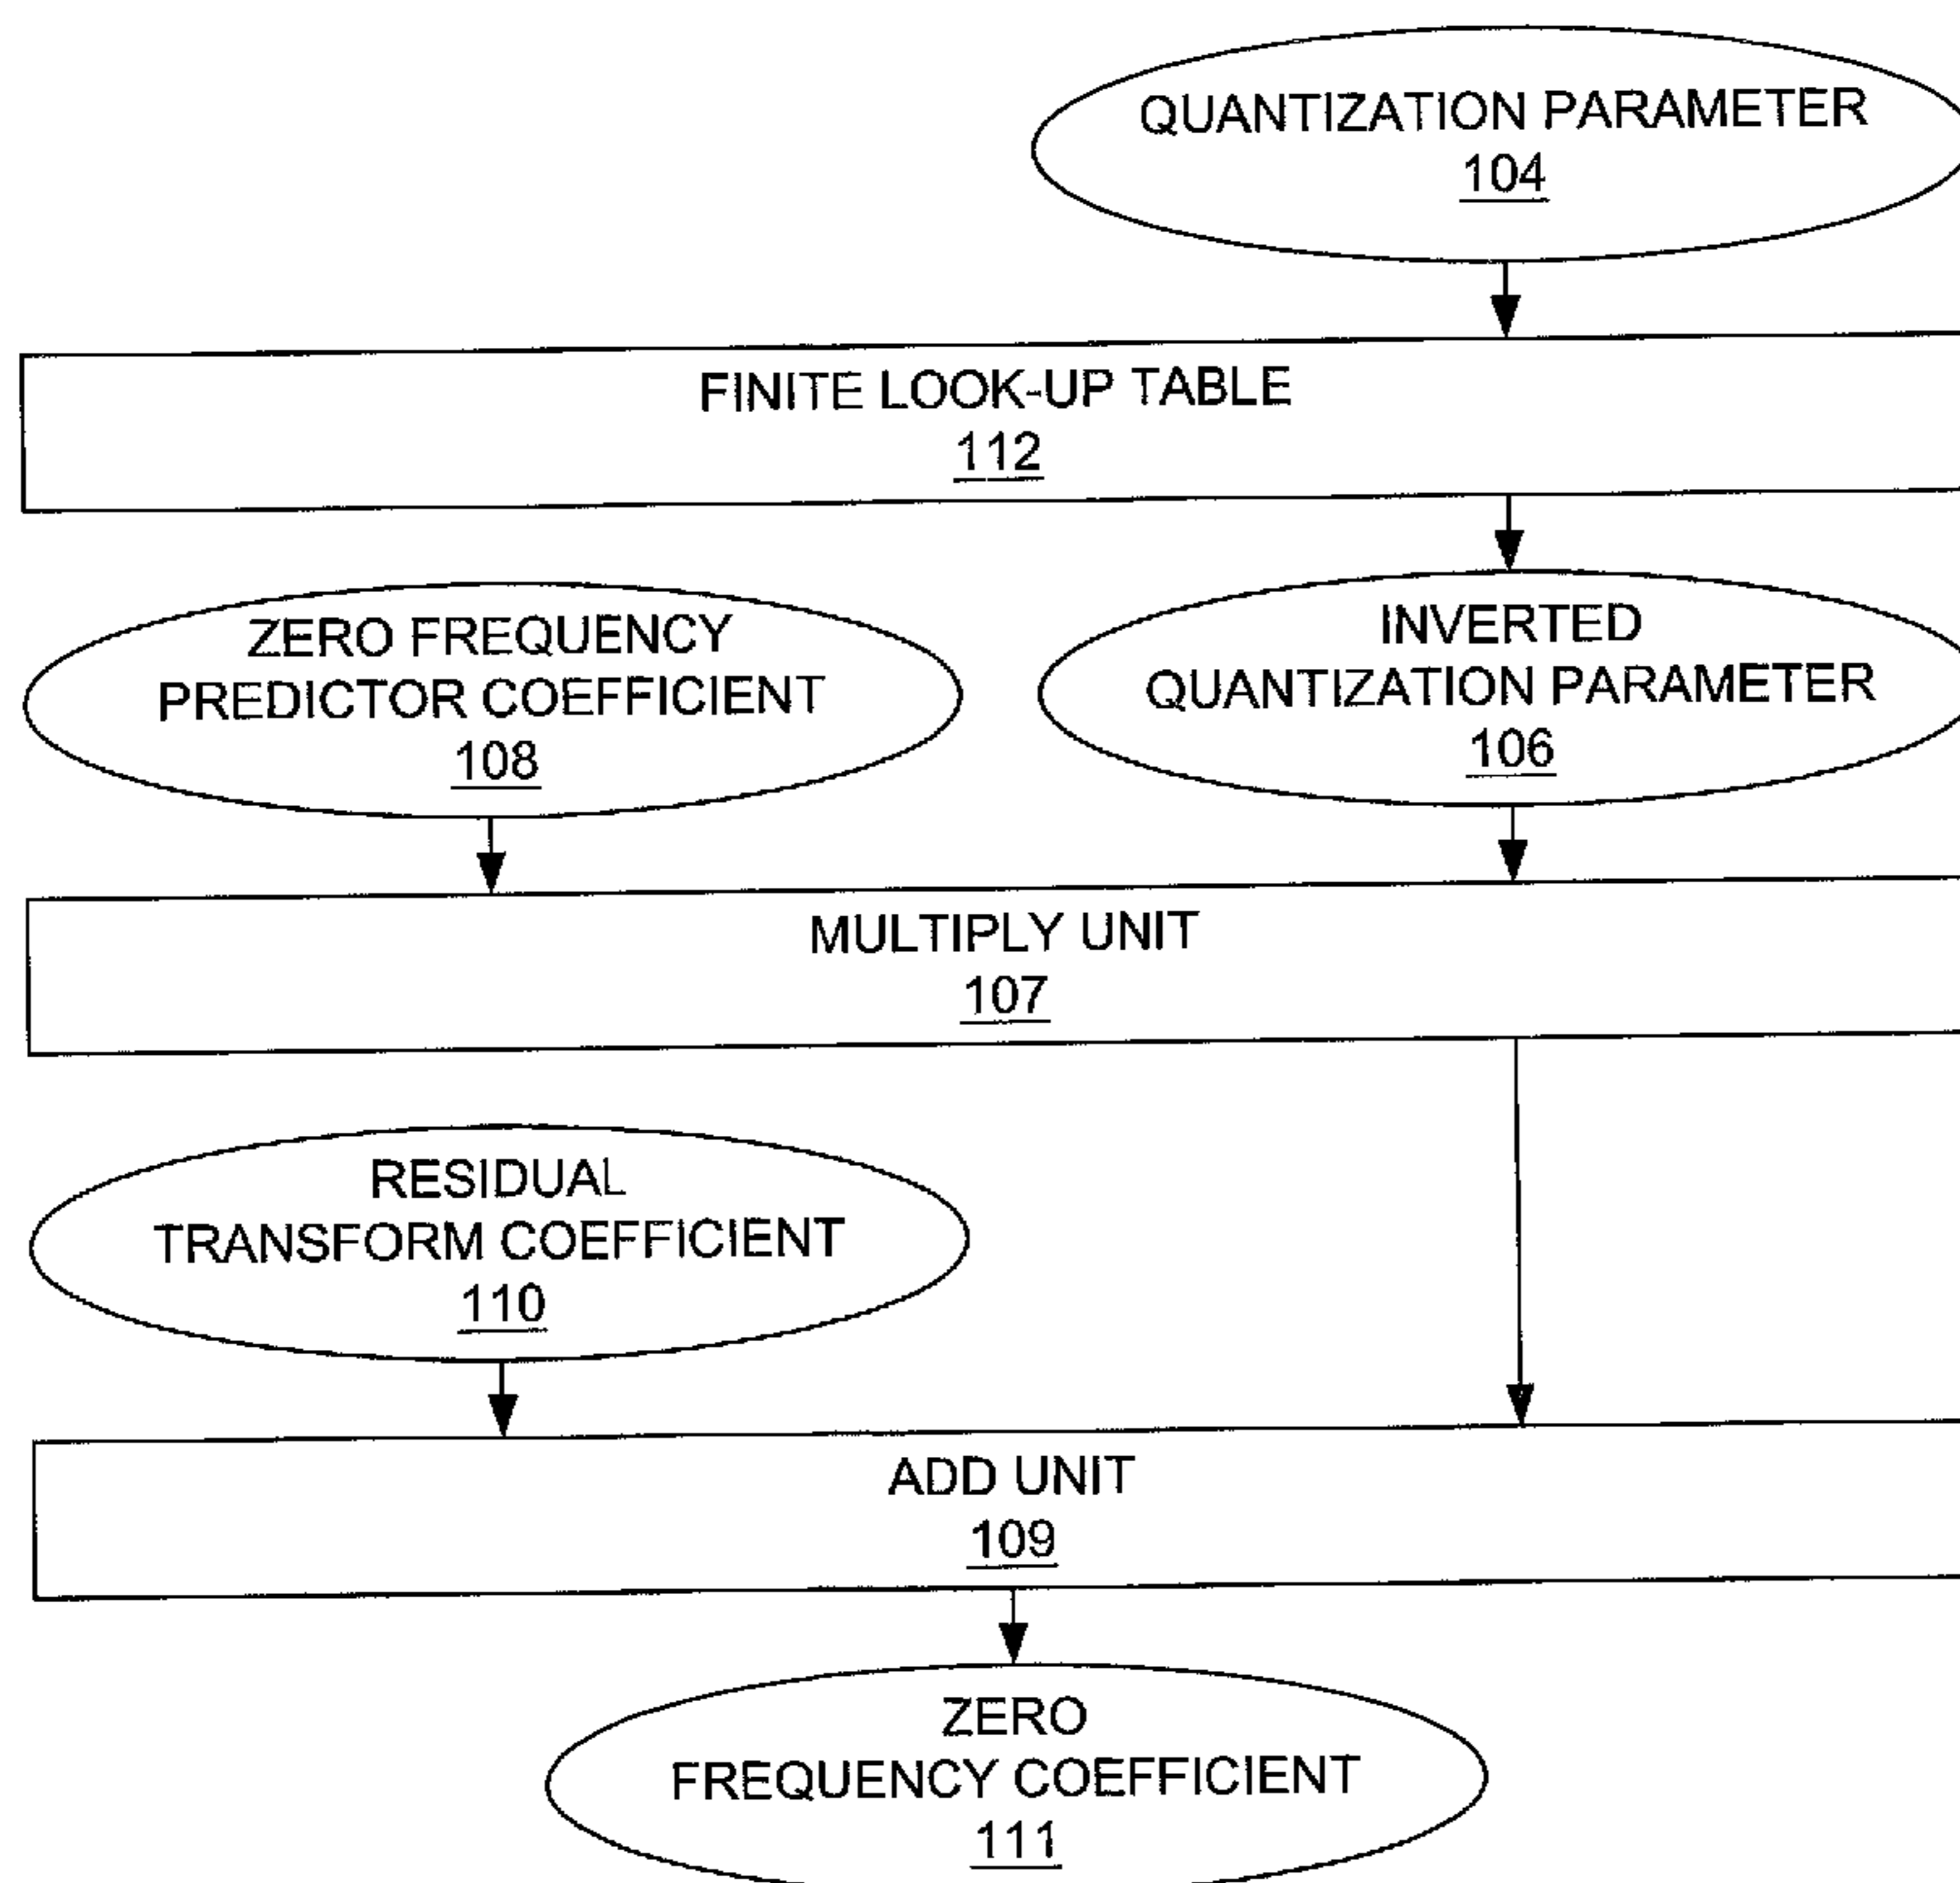 QUANTIZATION PARAMETER
104
FINITE LOOK-UP TABLE
112
ZERO FREQUENCY
PREDICTOR COEFFICIENT
108
INVERTED
QUANTIZATION PARAMETER
106
MULTIPLY UNIT
107
RESIDUAL
TRANSFORM COEFFICIENT
110
ADD UNIT
109
ZERO
FREQUENCY COEFFICIENT
111